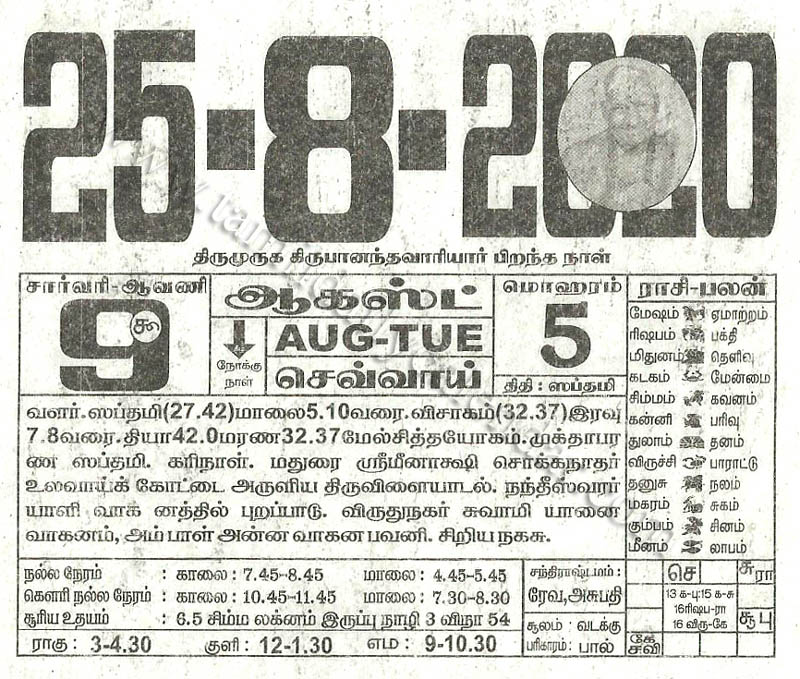 25-8-2020
திருமுருக கிருபானந்தவாரியார் பிறந்த நாள்
சார்வரி-ஆவணி
9
கூ
ஆகஸ்ட்
AUG-TUE
செவ்வாய்
நோக்கு
நாள்
மொஹரம்
5
திதி: ஸப்தமி
ராசி-பலன்
மேஷம் ஏமாற்றம்
ரிஷபம் பக்தி
மிதுனம் தெளிவு
கடகம் மேன்மை
சிம்மம் கவனம்
கன்னி பரிவு
துலாம் தனம்
விருச்சி பாராட்டு
தனுசு நலம்
மகரம் சுகம்
கும்பம் சினம்
மீனம் லாபம்
வளர். ஸப்தமி(27.42)மாலை5.10வரை.விசாகம்(32.37)இரவு
7.8வரை.தியா42.0மரண32.37மேல்சித்தயோகம். முக்தாபர
ண ஸப்தமி. கரிநாள். மதுரை ஸ்ரீமீனாக்ஷி சொக்கநாதர்
உலவாய்க் கோட்டை அருளிய திருவிளையாடல். நந்தீஸ்வரர்
யாளி வாக னத்தில் புறப்பாடு. விருதுநகர் சுவாமி யானை
வாகனம், அம்பாள் அன்ன வாகன பவனி. சிறிய நகசு.
நல்ல நேரம் : காலை: 7.45-8.45 மாலை: 4.45-5.45
கௌரி நல்ல நேரம் : காலை: 10.45-11.45 மாலை: 7.30-8.30
சூரிய உதயம் : 6.5 சிம்ம லக்னம் இருப்பு நாழி 3 விநா 54
ராகு: 3-4.30 குளி: 12-1.30 எம: 9-10.30
சந்திராஷ்டமம்:
ரேவ,அசுபதி
சூலம்: வடக்கு
பரிகாரம்: பால்
செ
சு
ரா
13 க-பு:15 க-சு
16ரிஷப-ரா
16 விரு-கே
சூ பு
கே
சவி